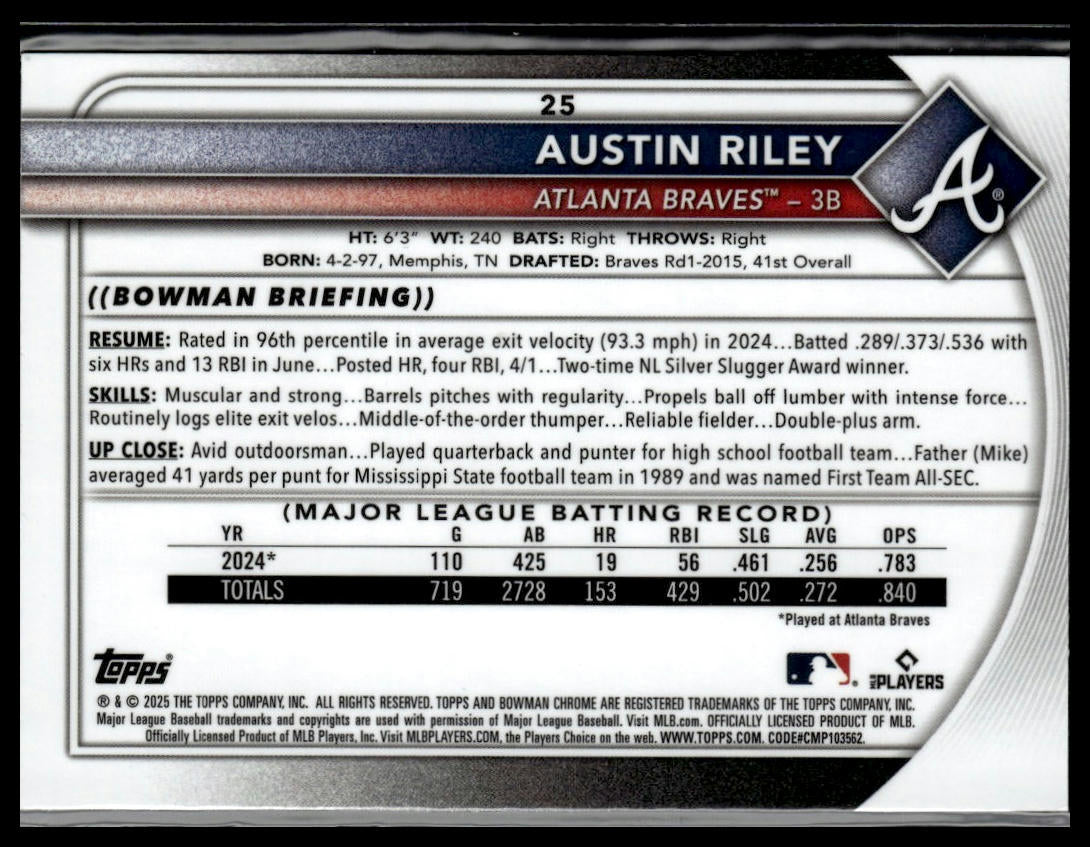 25
AUSTIN RILEY
ATLANTA BRAVES™ – 3B
A®
HT: 6'3" WT: 240 BATS: Right THROWS: Right
BORN: 4-2-97, Memphis, TN DRAFTED: Braves Rd1-2015, 41st Overall
((BOWMAN BRIEFING))
RESUME: Rated in 96th percentile in average exit velocity (93.3 mph) in 2024...Batted .289/.373/.536 with
six HRs and 13 RBI in June...Posted HR, four RBI, 4/1...Two-time NL Silver Slugger Award winner.
SKILLS: Muscular and strong...Barrels pitches with regularity...Propels ball off lumber with intense force...
Routinely logs elite exit velos...Middle-of-the-order thumper...Reliable fielder...Double-plus arm.
UP CLOSE: Avid outdoorsman...Played quarterback and punter for high school football team...Father (Mike)
averaged 41 yards per punt for Mississippi State football team in 1989 and was named First Team All-SEC.
(MAJOR LEAGUE BATTING RECORD)
YR G AB HR RBI SLG AVG OPS
2024* 110 425 19 56 .461 .256 .783
TOTALS 719 2728 153 429 .502 .272 .840
*Played at Atlanta Braves
Topps®
MLB PLAYERS
® & © 2025 THE TOPPS COMPANY, INC. ALL RIGHTS RESERVED. TOPPS AND BOWMAN CHROME ARE REGISTERED TRADEMARKS OF THE TOPPS COMPANY, INC.
Major League Baseball trademarks and copyrights are used with permission of Major League Baseball. Visit MLB.com. OFFICIALLY LICENSED PRODUCT OF MLB.
Officially Licensed Product of MLB Players, Inc. Visit MLBPLAYERS.COM, the Players Choice on the web. WWW.TOPPS.COM. CODE#CMP103562.